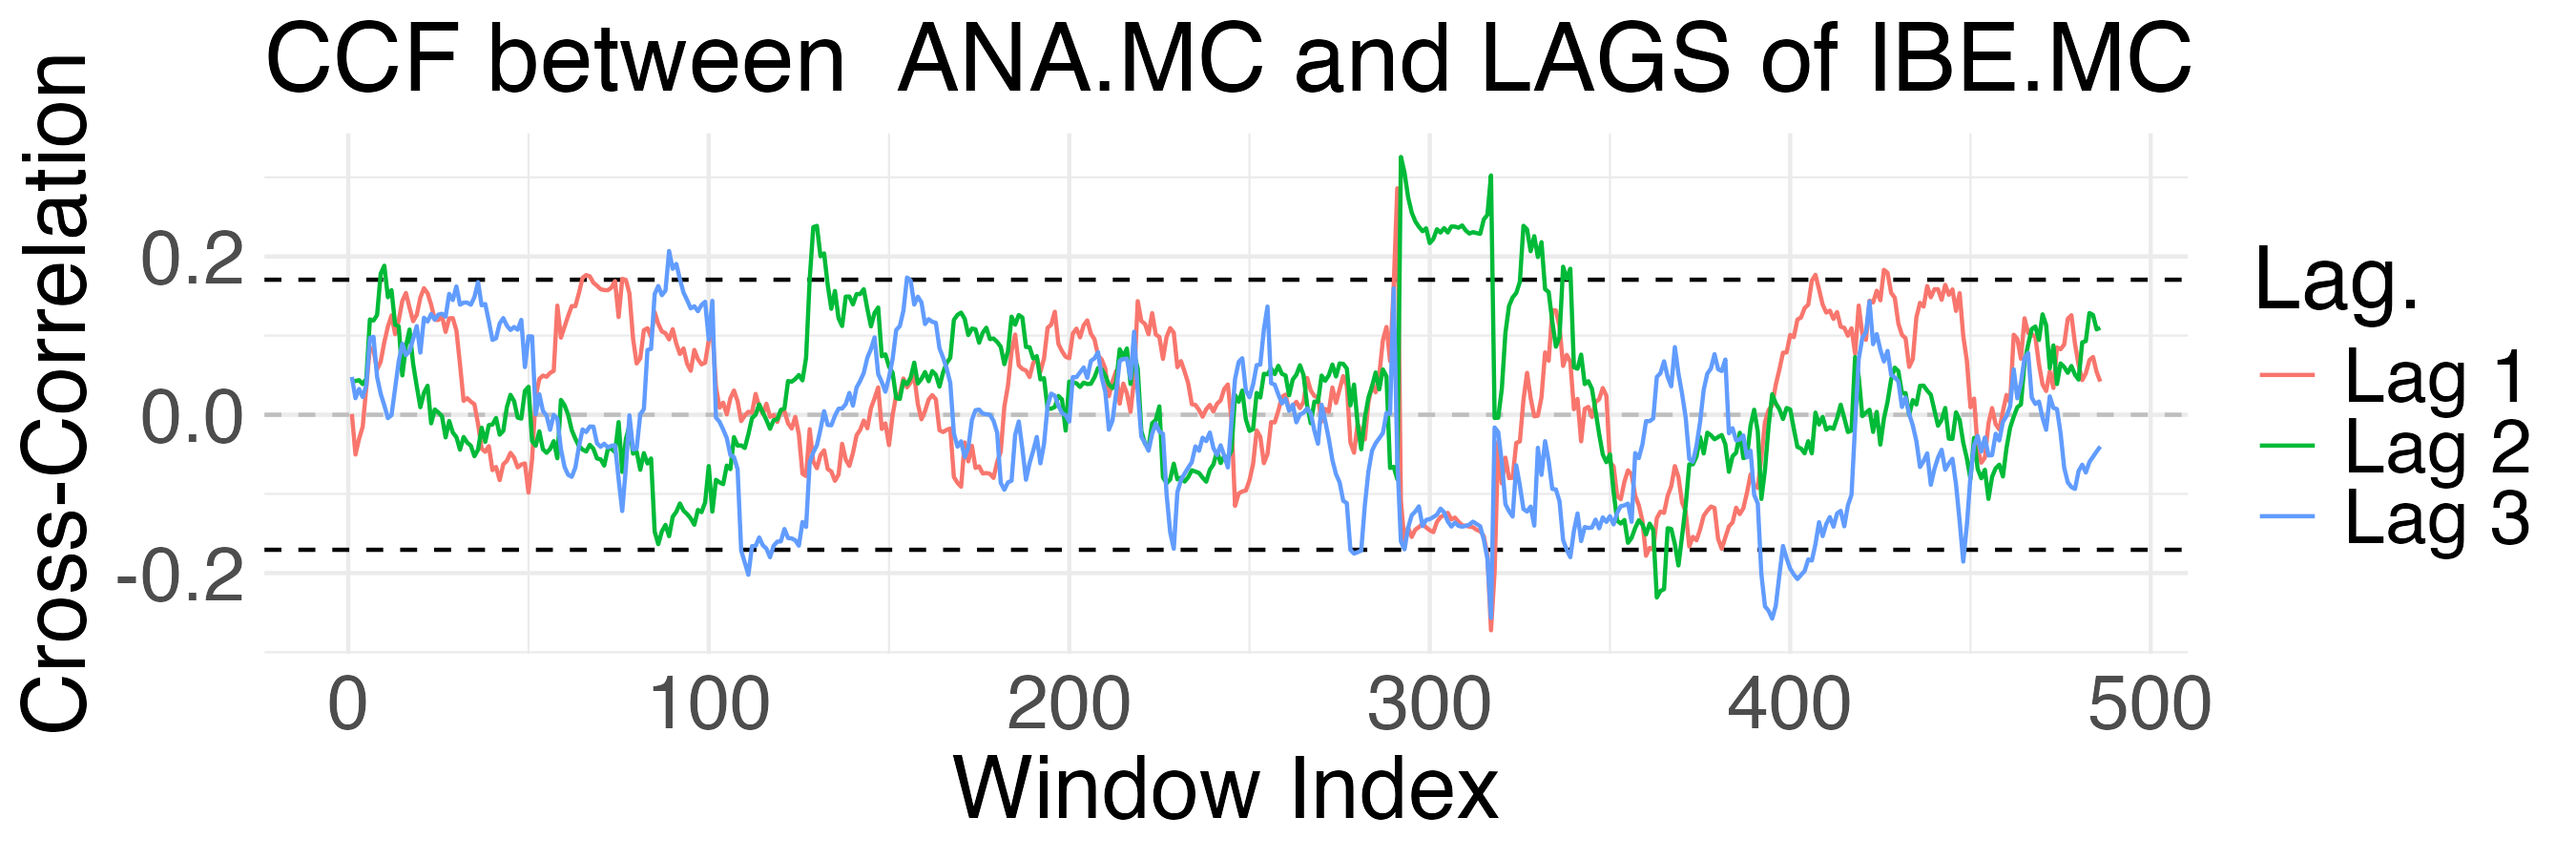 CCF between  ANA.MC and LAGS of IBE.MC
Cross-Correlation
0.2
0.0
-0.2
0 100 200 300 400 500
Window Index
Lag.
Lag 1
Lag 2
Lag 3